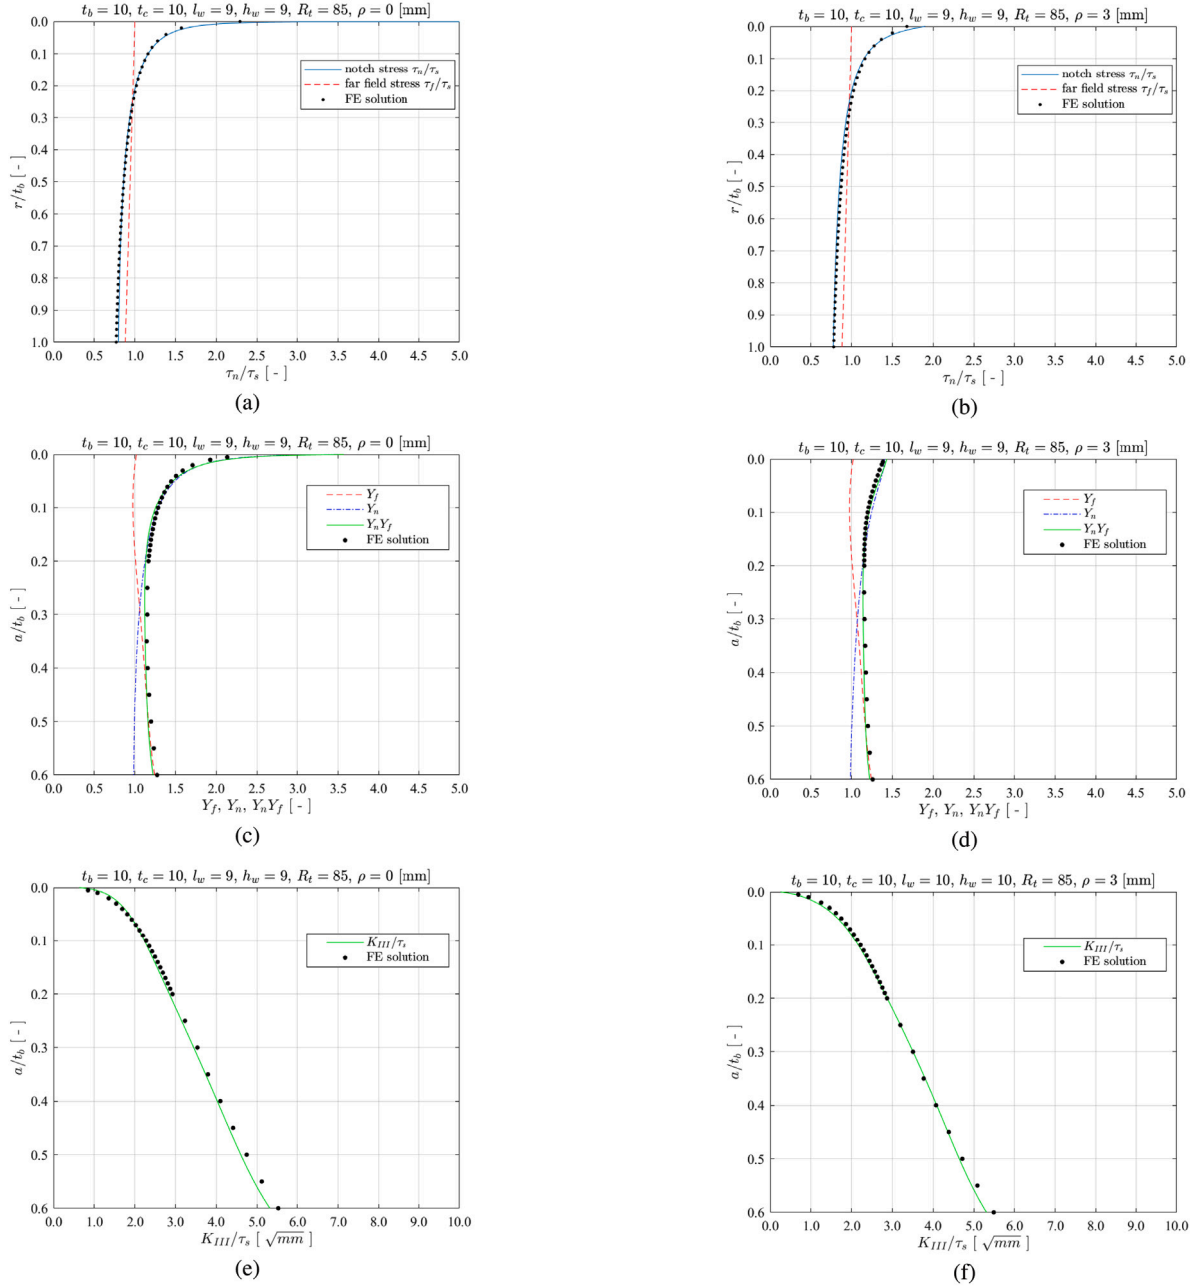 t_b = 10, t_c = 10, l_w = 9, h_w = 9, R_t = 85, ρ = 0 [mm]
0.0
0.1
0.2
0.3
0.4
0.5
0.6
0.7
0.8
0.9
1.0
r/t_b [ - ]
notch stress τ_n/τ_s
far field stress τ_f/τ_s
FE solution
0.0 0.5 1.0 1.5 2.0 2.5 3.0 3.5 4.0 4.5 5.0
τ_n/τ_s [ - ]
(a)
t_b = 10, t_c = 10, l_w = 9, h_w = 9, R_t = 85, ρ = 3 [mm]
0.0
0.1
0.2
0.3
0.4
0.5
0.6
0.7
0.8
0.9
1.0
r/t_b [ - ]
notch stress τ_n/τ_s
far field stress τ_f/τ_s
FE solution
0.0 0.5 1.0 1.5 2.0 2.5 3.0 3.5 4.0 4.5 5.0
τ_n/τ_s [ - ]
(b)
t_b = 10, t_c = 10, l_w = 9, h_w = 9, R_t = 85, ρ = 0 [mm]
0.0
0.1
0.2
0.3
0.4
0.5
0.6
a/t_b [ - ]
Y_f
Y_n
Y_nY_f
FE solution
0.0 0.5 1.0 1.5 2.0 2.5 3.0 3.5 4.0 4.5 5.0
Y_f, Y_n, Y_nY_f [ - ]
(c)
t_b = 10, t_c = 10, l_w = 9, h_w = 9, R_t = 85, ρ = 3 [mm]
0.0
0.1
0.2
0.3
0.4
0.5
0.6
a/t_b [ - ]
Y_f
Y_n
Y_nY_f
FE solution
0.0 0.5 1.0 1.5 2.0 2.5 3.0 3.5 4.0 4.5 5.0
Y_f, Y_n, Y_nY_f [ - ]
(d)
t_b = 10, t_c = 10, l_w = 9, h_w = 9, R_t = 85, ρ = 0 [mm]
0.0
0.1
0.2
0.3
0.4
0.5
0.6
a/t_b [ - ]
K_III/τ_s
FE solution
0.0 1.0 2.0 3.0 4.0 5.0 6.0 7.0 8.0 9.0 10.0
K_III/τ_s [ √mm ]
(e)
t_b = 10, t_c = 10, l_w = 10, h_w = 10, R_t = 85, ρ = 3 [mm]
0.0
0.1
0.2
0.3
0.4
0.5
0.6
a/t_b [ - ]
K_III/τ_s
FE solution
0.0 1.0 2.0 3.0 4.0 5.0 6.0 7.0 8.0 9.0 10.0
K_III/τ_s [ √mm ]
(f)